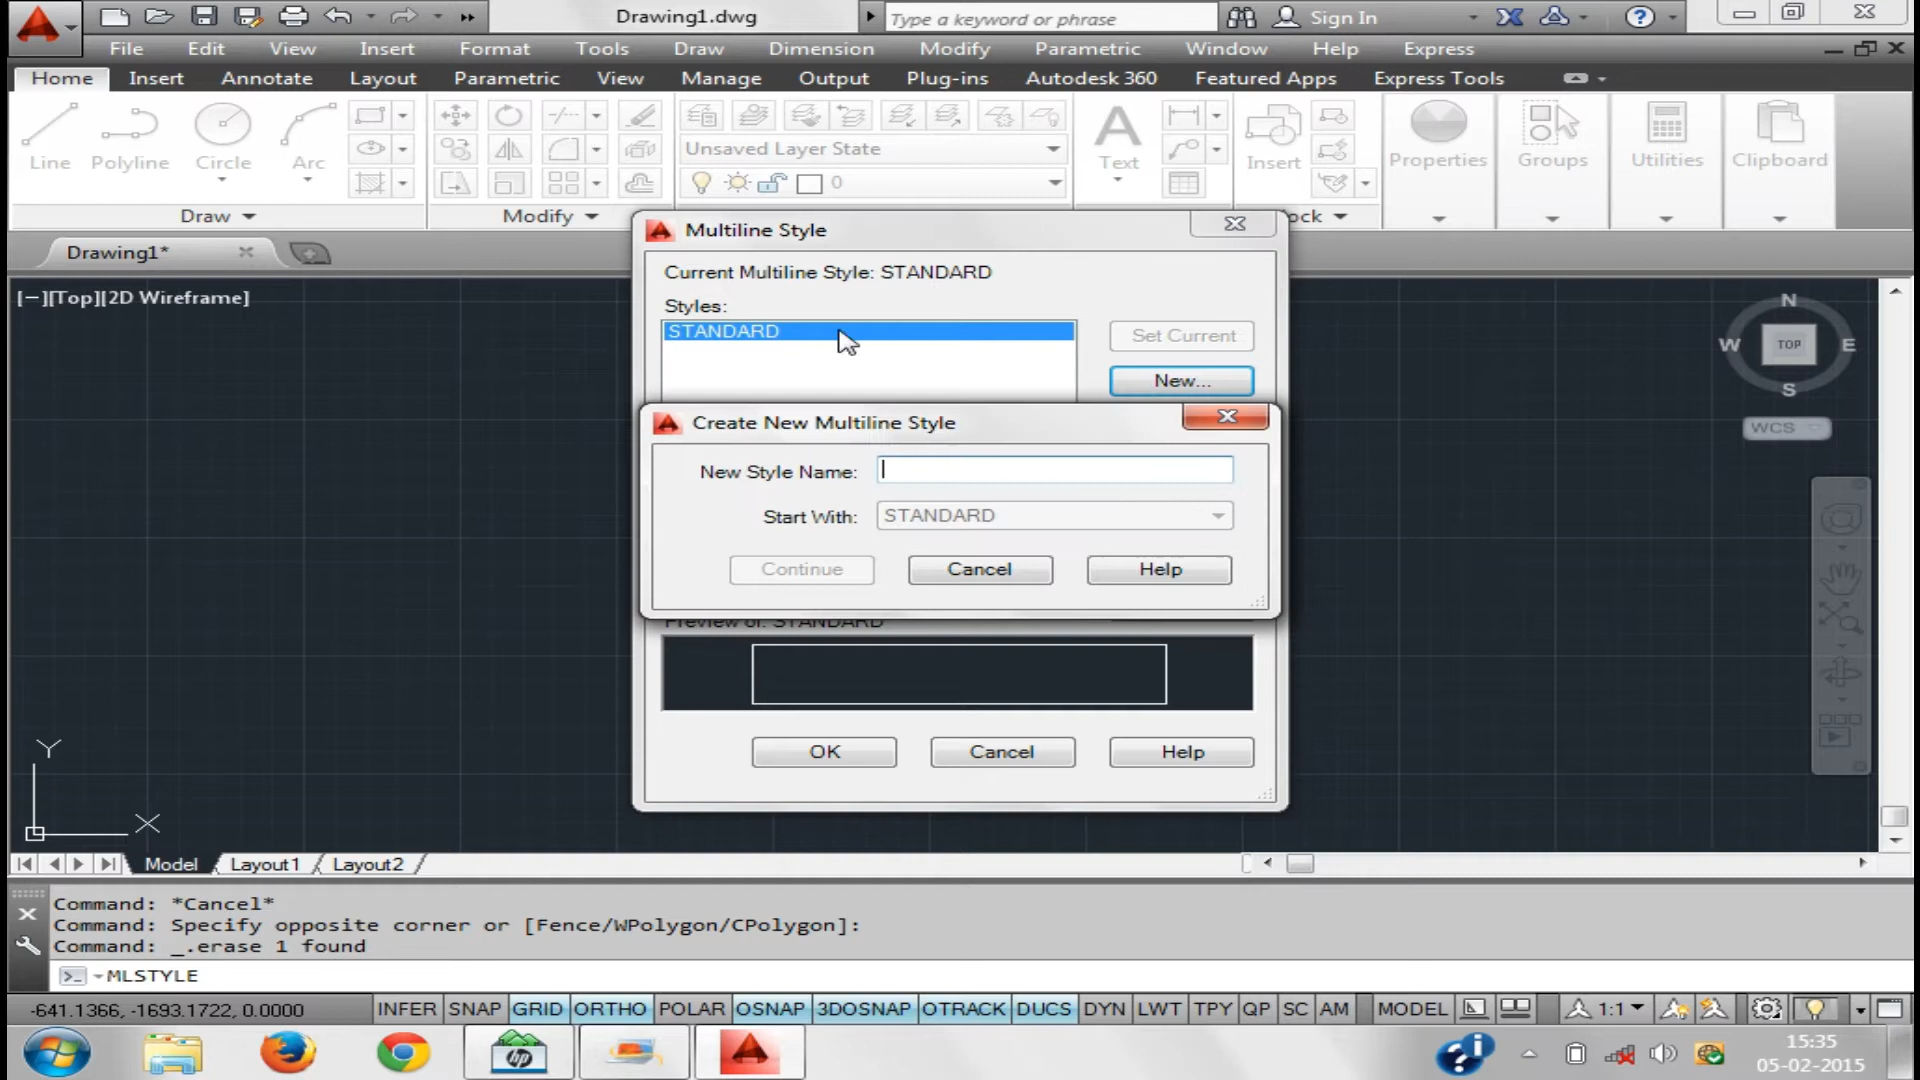 Drawing1.dwg
Type a keyword or phrase
Sign In
File Edit View Insert Format Tools Draw Dimension Modify Parametric Window Help Express
Home Insert Annotate Layout Parametric View Manage Output Plug-ins Autodesk 360 Featured Apps Express Tools
Unsaved Layer State
Line Polyline Circle Arc Text Insert Properties Groups Utilities Clipboard
0
Draw Modify ock
Drawing1*
[−][Top][2D Wireframe]
Multiline Style
Current Multiline Style: STANDARD
Styles:
STANDARD
Set Current
New...
Create New Multiline Style
New Style Name:
Start With: STANDARD
Continue Cancel Help
Preview of: STANDARD
OK Cancel Help
N
W TOP E
S
WCS
Y
X
Model Layout1 Layout2
Command: *Cancel*
Command: Specify opposite corner or [Fence/WPolygon/CPolygon]:
Command: _.erase 1 found
MLSTYLE
-641.1366, -1693.1722, 0.0000 INFER SNAP GRID ORTHO POLAR OSNAP 3DOSNAP OTRACK DUCS DYN LWT TPY QP SC AM MODEL 1:1
hp
15:35
05-02-2015